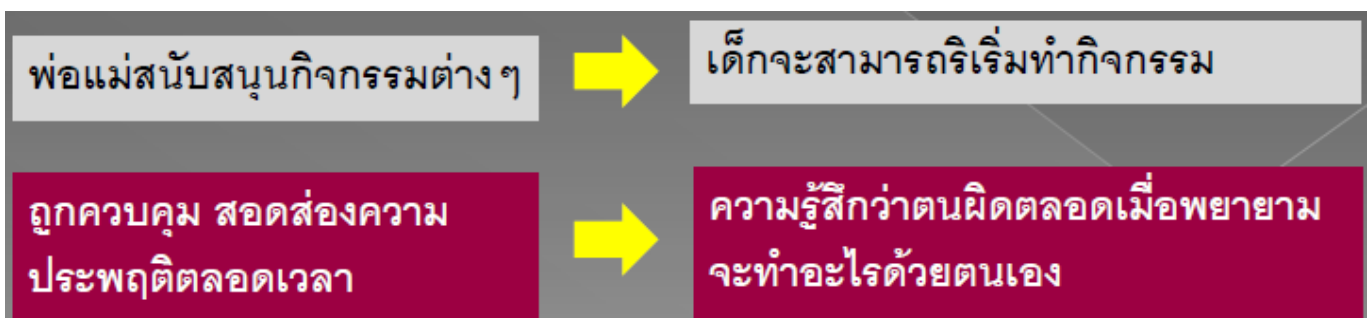 พ่อแม่สนับสนุนกิจกรรมต่าง ๆ
เด็กจะสามารถริเริ่มทำกิจกรรม
ถูกควบคุม สอดส่องความ
ประพฤติตลอดเวลา
ความรู้สึกว่าตนผิดตลอดเมื่อพยายาม
จะทำอะไรด้วยตนเอง